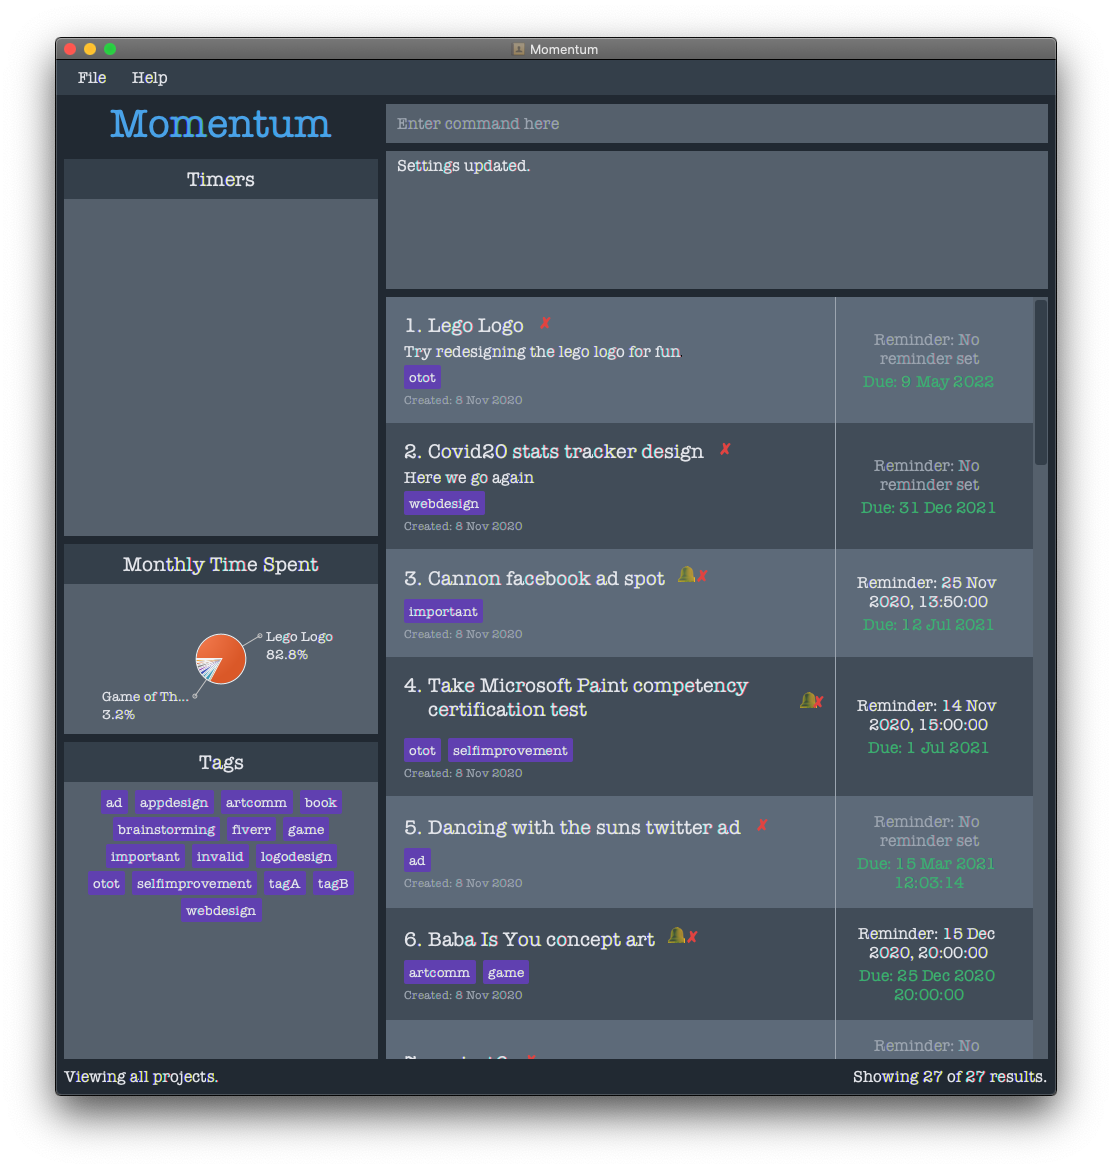 Momentum
File Help
Momentum
Timers
Monthly Time Spent
Lego Logo
82.8%
Game of Th...
3.2%
Tags
ad appdesign artcomm book
brainstorming fiverr game
important invalid logodesign
otot selfimprovement tagA tagB
webdesign
Enter command here
Settings updated.
1. Lego Logo ✗
Try redesigning the lego logo for fun.
otot
Created: 8 Nov 2020
Reminder: No
reminder set
Due: 9 May 2022
2. Covid20 stats tracker design ✗
Here we go again
webdesign
Created: 8 Nov 2020
Reminder: No
reminder set
Due: 31 Dec 2021
3. Cannon facebook ad spot ✗
important
Created: 8 Nov 2020
Reminder: 25 Nov
2020, 13:50:00
Due: 12 Jul 2021
4. Take Microsoft Paint competency
certification test ✗
otot selfimprovement
Created: 8 Nov 2020
Reminder: 14 Nov
2020, 15:00:00
Due: 1 Jul 2021
5. Dancing with the suns twitter ad ✗
ad
Created: 8 Nov 2020
Reminder: No
reminder set
Due: 15 Mar 2021
12:03:14
6. Baba Is You concept art ✗
artcomm game
Created: 8 Nov 2020
Reminder: 15 Dec
2020, 20:00:00
Due: 25 Dec 2020
20:00:00
Reminder: No
Viewing all projects.
Showing 27 of 27 results.